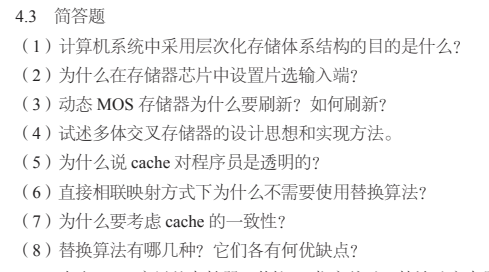 4.3 简答题
（1）计算机系统中采用层次化存储体系结构的目的是什么？
（2）为什么在存储器芯片中设置片选输入端？
（3）动态 MOS 存储器为什么要刷新？如何刷新？
（4）试述多体交叉存储器的设计思想和实现方法。
（5）为什么说 cache 对程序员是透明的？
（6）直接相联映射方式下为什么不需要使用替换算法？
（7）为什么要考虑 cache 的一致性？
（8）替换算法有哪几种？它们各有何优缺点？